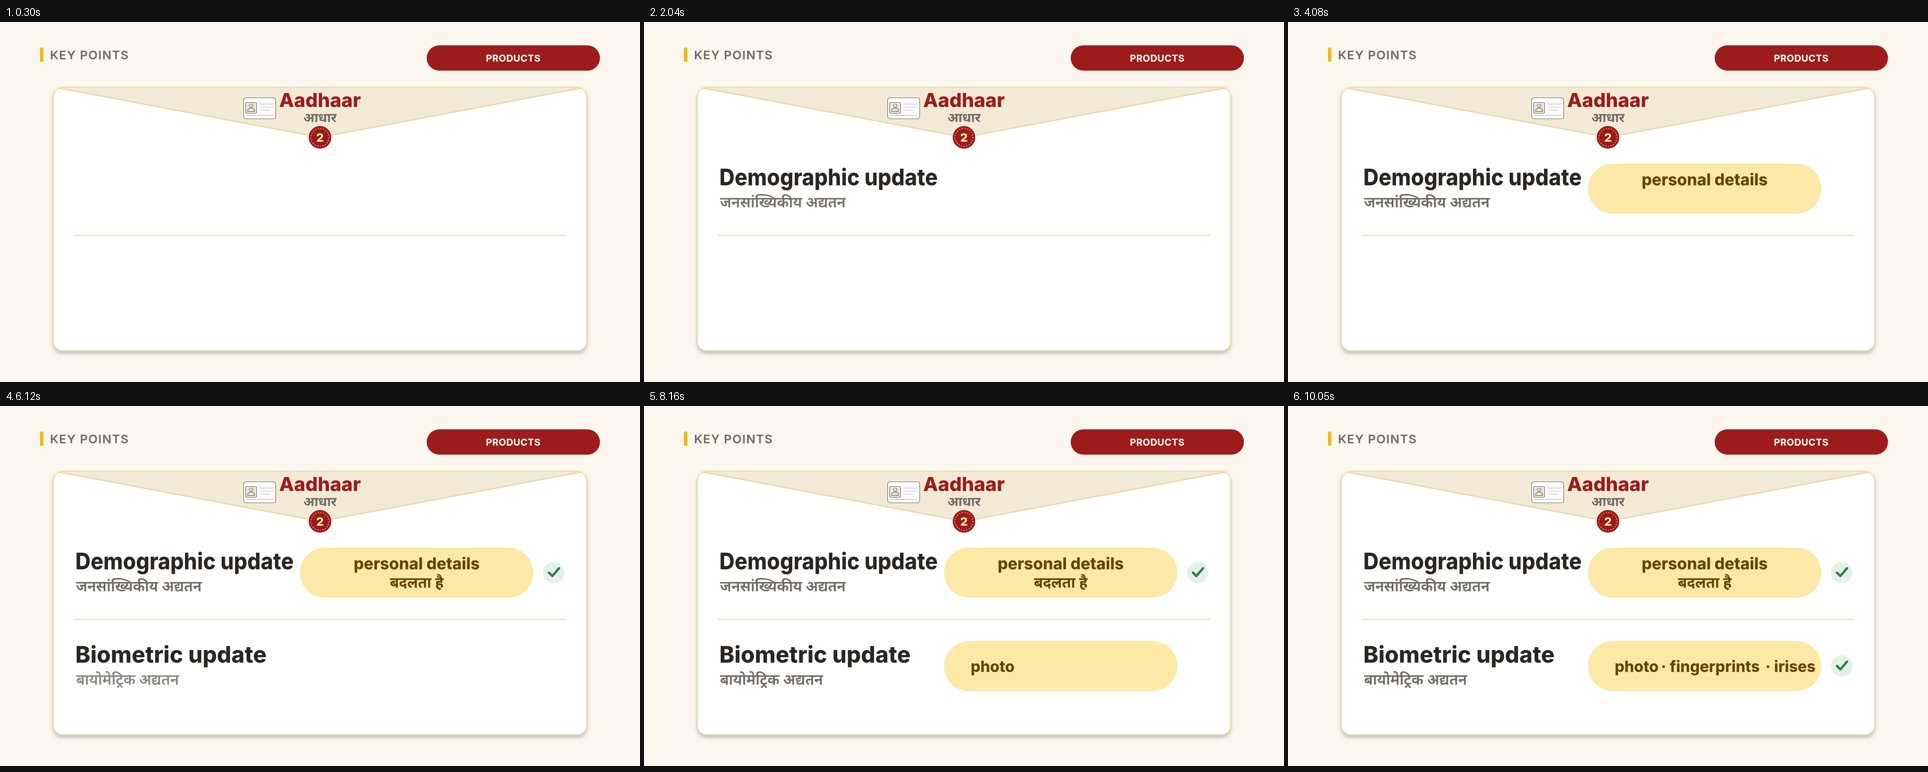 1. 0.30s
KEY POINTS
PRODUCTS
Aadhaar
आधार
2
2. 2.04s
KEY POINTS
PRODUCTS
Aadhaar
आधार
2
Demographic update
जनसांख्यिकीय अद्यतन
3. 4.08s
KEY POINTS
PRODUCTS
Aadhaar
आधार
2
Demographic update
जनसांख्यिकीय अद्यतन
personal details
4. 6.12s
KEY POINTS
PRODUCTS
Aadhaar
आधार
2
Demographic update
जनसांख्यिकीय अद्यतन
personal details
बदलता है
Biometric update
बायोमेट्रिक अद्यतन
5. 8.16s
KEY POINTS
PRODUCTS
Aadhaar
आधार
2
Demographic update
जनसांख्यिकीय अद्यतन
personal details
बदलता है
Biometric update
बायोमेट्रिक अद्यतन
photo
6. 10.05s
KEY POINTS
PRODUCTS
Aadhaar
आधार
2
Demographic update
जनसांख्यिकीय अद्यतन
personal details
बदलता है
Biometric update
बायोमेट्रिक अद्यतन
photo · fingerprints · irises